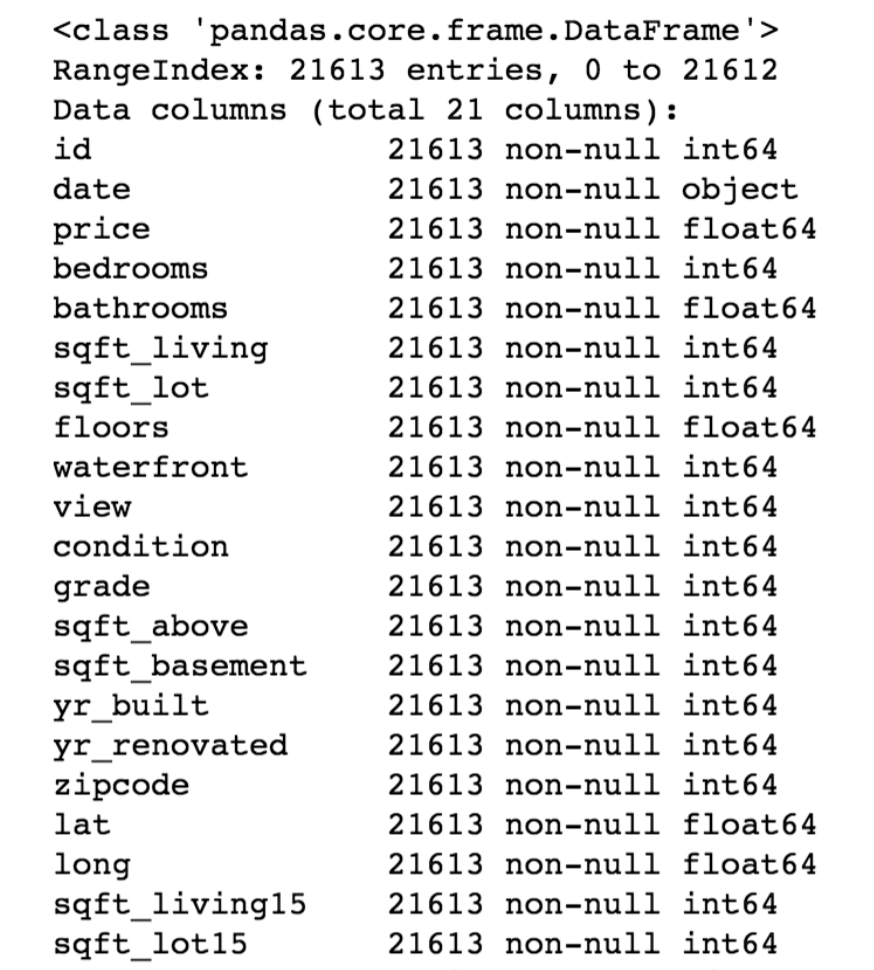 <class 'pandas.core.frame.DataFrame'>
RangeIndex: 21613 entries, 0 to 21612
Data columns (total 21 columns):
id               21613 non-null int64
date             21613 non-null object
price            21613 non-null float64
bedrooms         21613 non-null int64
bathrooms        21613 non-null float64
sqft_living      21613 non-null int64
sqft_lot         21613 non-null int64
floors           21613 non-null float64
waterfront       21613 non-null int64
view             21613 non-null int64
condition        21613 non-null int64
grade            21613 non-null int64
sqft_above       21613 non-null int64
sqft_basement    21613 non-null int64
yr_built         21613 non-null int64
yr_renovated     21613 non-null int64
zipcode          21613 non-null int64
lat              21613 non-null float64
long             21613 non-null float64
sqft_living15    21613 non-null int64
sqft_lot15       21613 non-null int64